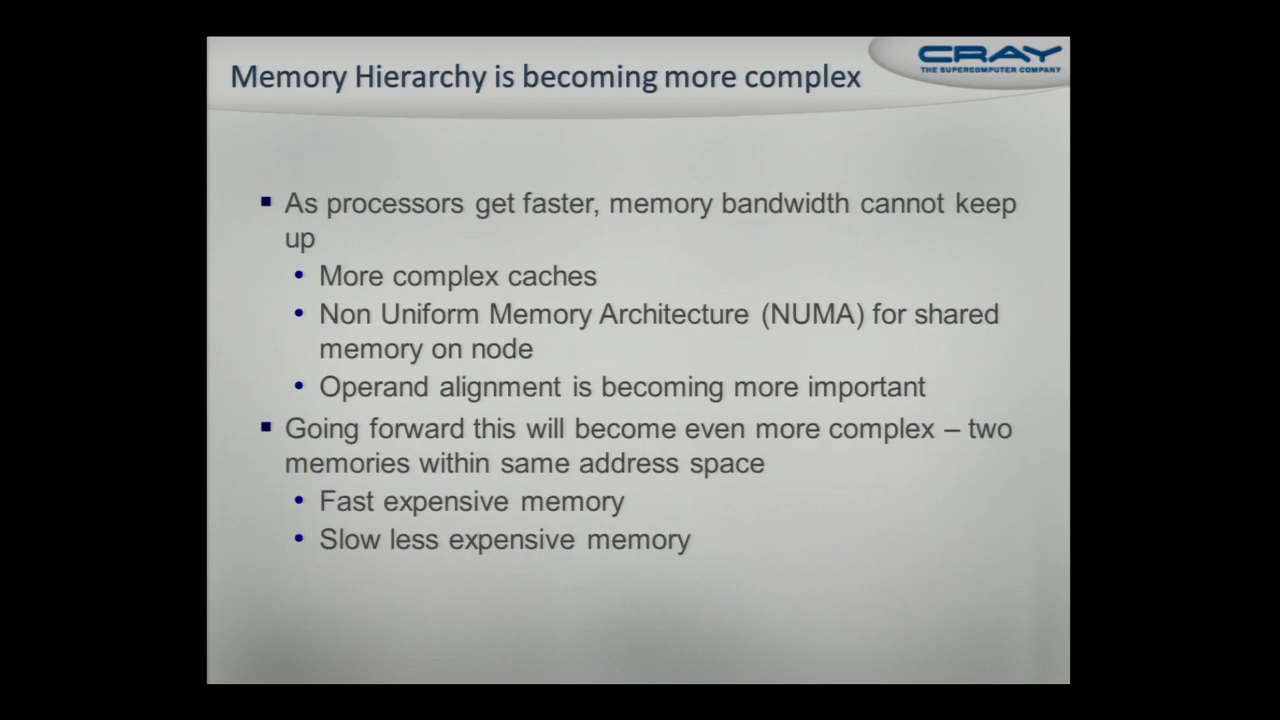 CRAY
THE SUPERCOMPUTER COMPANY
Memory Hierarchy is becoming more complex
▪ As processors get faster, memory bandwidth cannot keep
up
• More complex caches
• Non Uniform Memory Architecture (NUMA) for shared
memory on node
• Operand alignment is becoming more important
▪ Going forward this will become even more complex – two
memories within same address space
• Fast expensive memory
• Slow less expensive memory